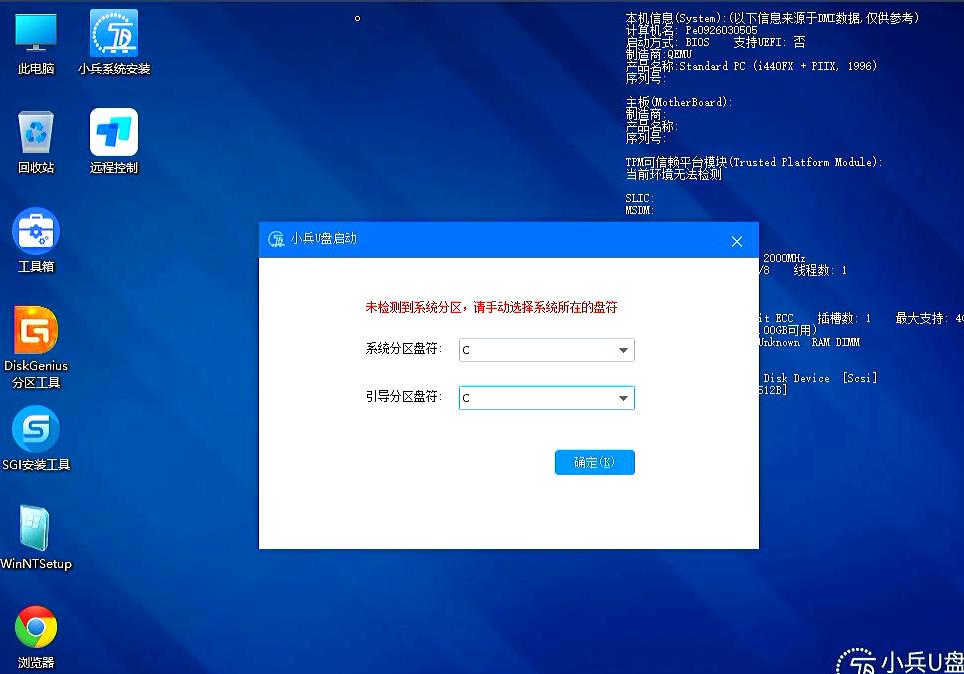 此电脑
小兵系统安装
回收站
远程控制
工具箱
DiskGenius
分区工具
SGI安装工具
WinNTSetup
浏览器
本机信息(System):(以下信息来源于DMI数据,仅供参考)
计算机名: Pe0926030505
启动方式: BIOS 支持UEFI: 否
制造商:QEMU
产品名称:Standard PC (i440FX + PIIX, 1996)
序列号:
主板(MotherBoard):
制造商:
产品名称:
序列号:
TPM可信赖平台模块(Trusted Platform Module):
当前环境无法检测
SLIC:
MSDM:
2000MHz
/8 线程数: 1
it ECC 插槽数: 1 最大支持: 4
.00GB可用)
Unknown RAM DIMM
Disk Device [Scsi]
512B]
小兵U盘启动
未检测到系统分区，请手动选择系统所在的盘符
系统分区盘符: C
引导分区盘符: C
确定(K)
小兵U盘